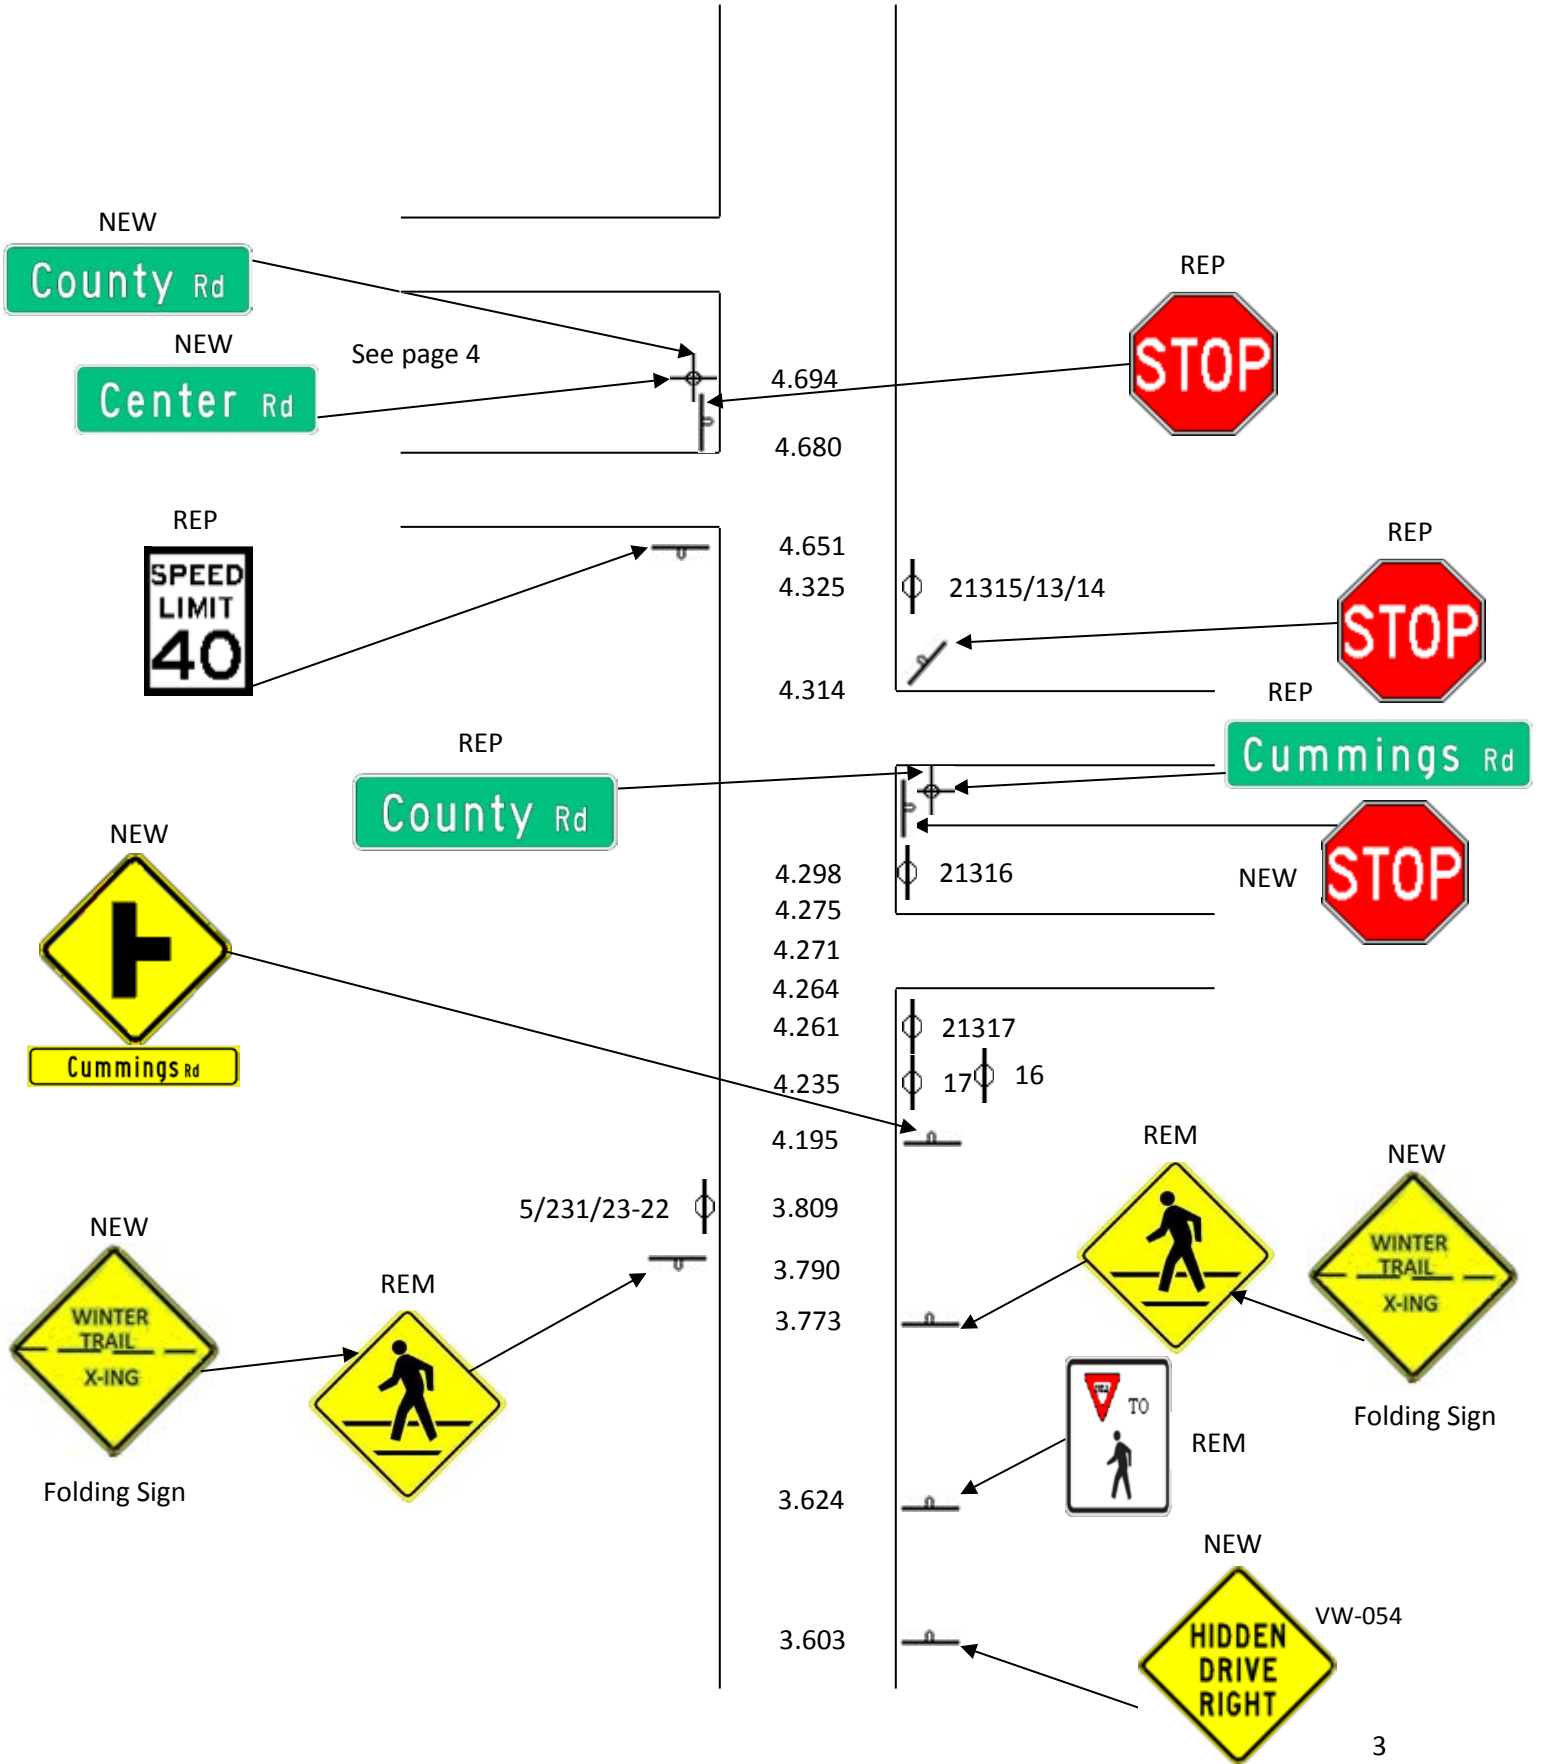 NEW
County Rd
REP
NEW
See page 4
Center Rd
4.694
STOP
4.680
REP
SPEED
LIMIT
40
4.651
REP
4.325
21315/13/14
STOP
4.314
REP
REP
Cummings Rd
County Rd
NEW
4.298
21316
NEW
STOP
4.275
4.271
4.264
4.261
21317
Cummings Rd
4.235
17
16
4.195
REM
NEW
5/231/23-22
3.809
NEW
WINTER
TRAIL
X-ING
3.790
REM
3.773
WINTER
TRAIL
X-ING
TO
Folding Sign
REM
Folding Sign
3.624
NEW
VW-054
3.603
HIDDEN
DRIVE
RIGHT
3